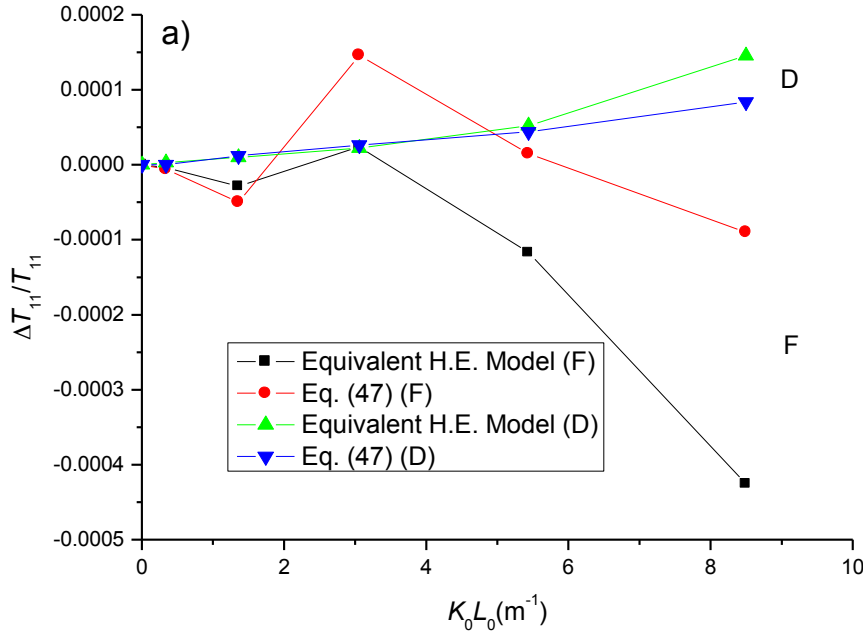 a)
0.0002
0.0001
0.0000
-0.0001
-0.0002
-0.0003
-0.0004
-0.0005
ΔT₁₁/T₁₁
D
F
Equivalent H.E. Model (F)
Eq. (47) (F)
Equivalent H.E. Model (D)
Eq. (47) (D)
0 2 4 6 8 10
K₀L₀(m⁻¹)